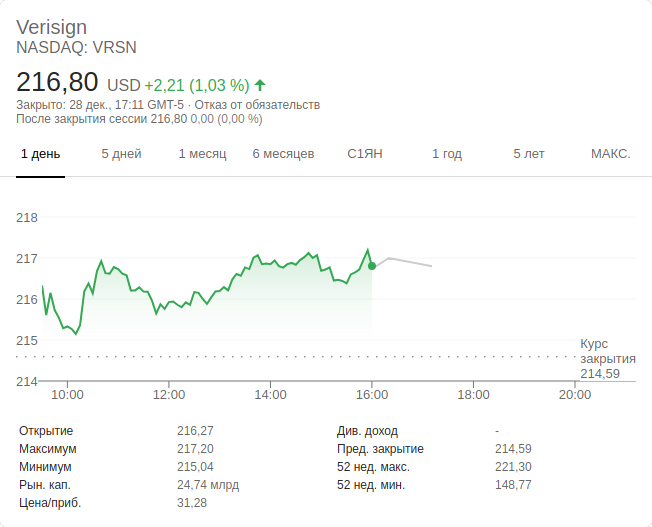 Verisign
NASDAQ: VRSN
216,80 USD +2,21 (1,03 %)
Закрыто: 28 дек., 17:11 GMT-5 · Отказ от обязательств
После закрытия сессии 216,80 0,00 (0,00 %)
1 день 5 дней 1 месяц 6 месяцев С1ЯН 1 год 5 лет МАКС.
218
217
216
215
Курс
закрытия
214,59
214
10:00 12:00 14:00 16:00 18:00 20:00
Открытие 216,27 Див. доход -
Максимум 217,20 Пред. закрытие 214,59
Минимум 215,04 52 нед. макс. 221,30
Рын. кап. 24,74 млрд 52 нед. мин. 148,77
Цена/приб. 31,28